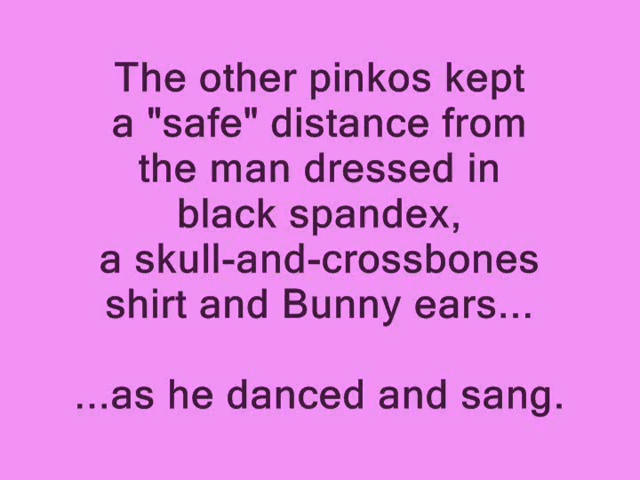 The other pinkos kept
a "safe" distance from
the man dressed in
black spandex,
a skull-and-crossbones
shirt and Bunny ears...
...as he danced and sang.